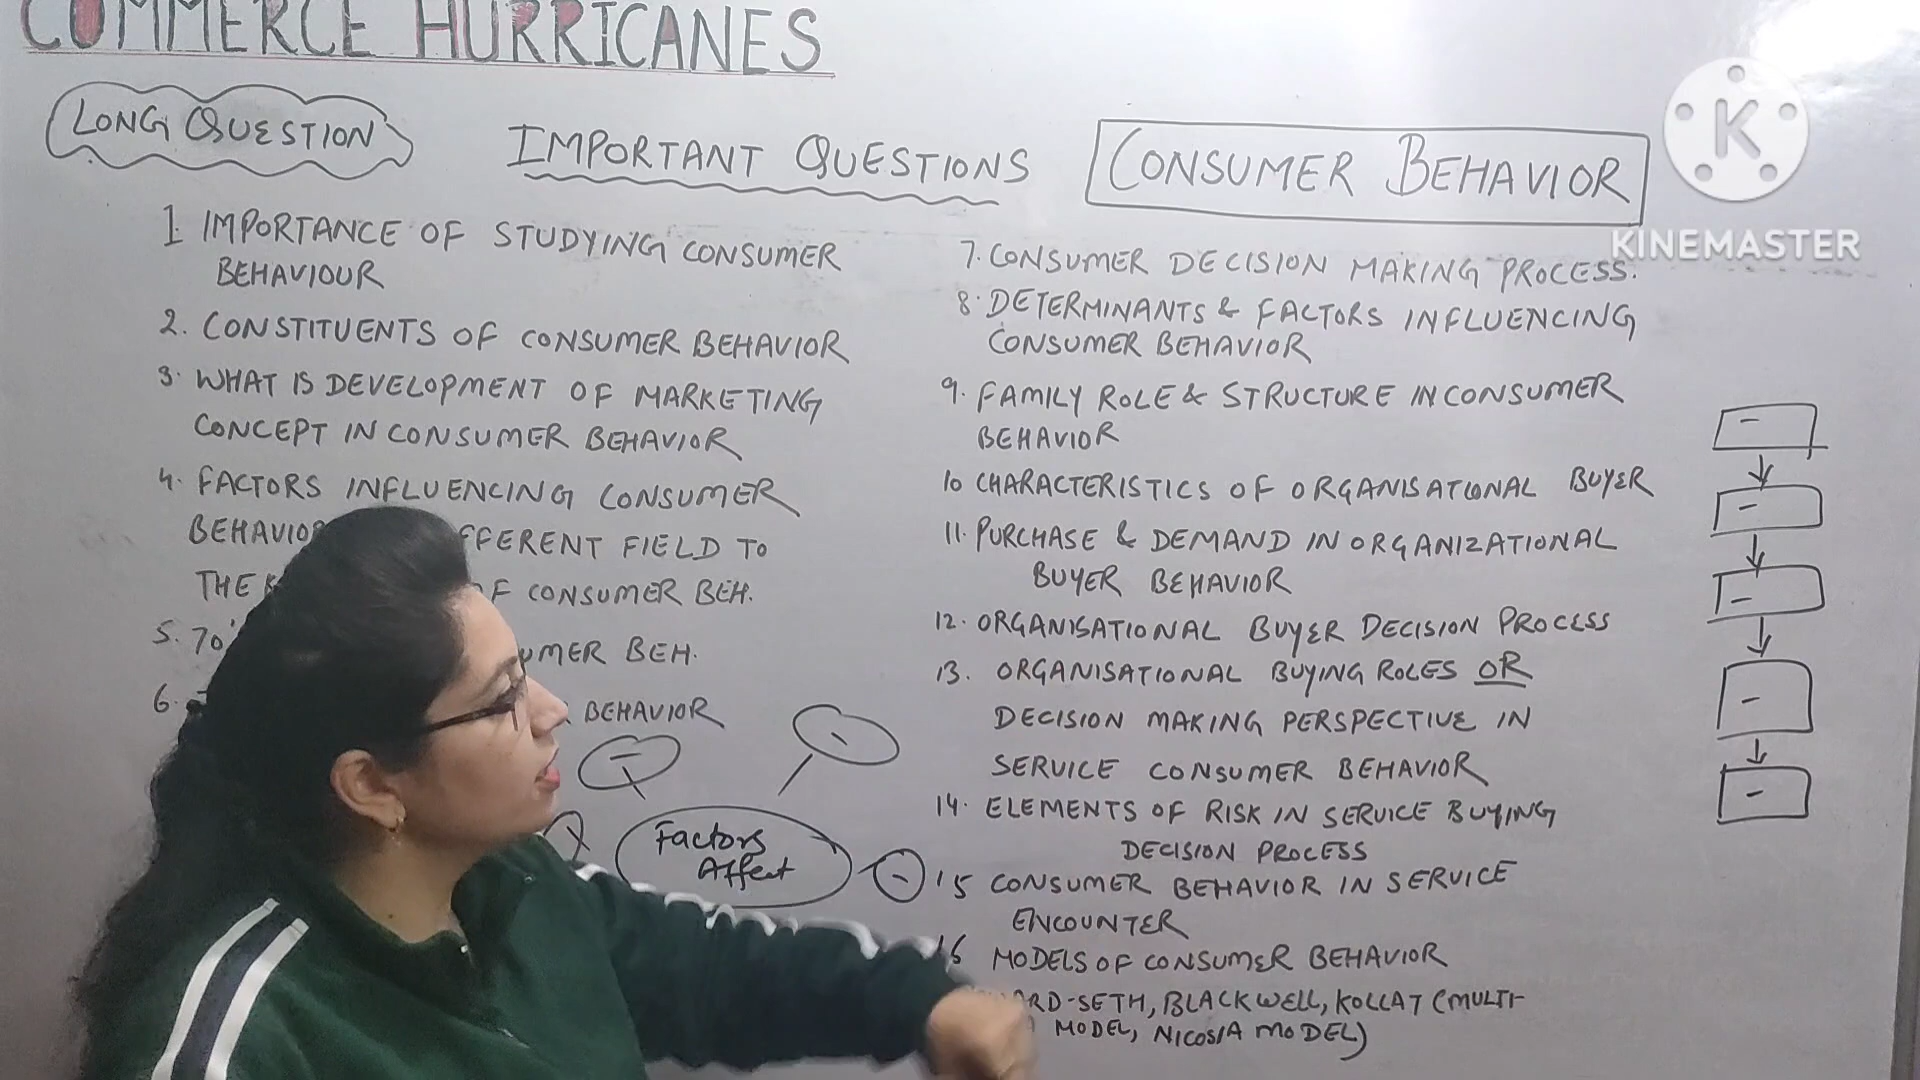 COMMERCE HURRICANES
LONG QUESTION
IMPORTANT QUESTIONS
CONSUMER BEHAVIOR
K
KINEMASTER
1. IMPORTANCE OF STUDYING CONSUMER
BEHAVIOUR
2. CONSTITUENTS OF CONSUMER BEHAVIOR
3. WHAT IS DEVELOPMENT OF MARKETING
CONCEPT IN CONSUMER BEHAVIOR
4. FACTORS INFLUENCING CONSUMER
FIELD TO
THE OF CONSUMER BEH.
5. BEH.
6. BEHAVIOR
Factors
Affect
7. CONSUMER DECISION MAKING PROCESS.
8. DETERMINANTS & FACTORS INFLUENCING
CONSUMER BEHAVIOR
9. FAMILY ROLE & STRUCTURE IN CONSUMER
BEHAVIOR
10 CHARACTERISTICS OF ORGANISATIONAL BUYER
11. PURCHASE & DEMAND IN ORGANIZATIONAL
BUYER BEHAVIOR
12. ORGANISATIONAL BUYER DECISION PROCESS
13. ORGANISATIONAL BUYING ROLES OR
DECISION MAKING PERSPECTIVE IN
SERVICE CONSUMER BEHAVIOR
14. ELEMENTS OF RISK IN SERVICE BUYING
DECISION PROCESS
15 CONSUMER BEHAVIOR IN SERVICE
ENCOUNTER
16 MODELS OF CONSUMER BEHAVIOR
SETH, BLACKWELL, KOLLAT (MULTI-
MODEL, NICOSIA MODEL)